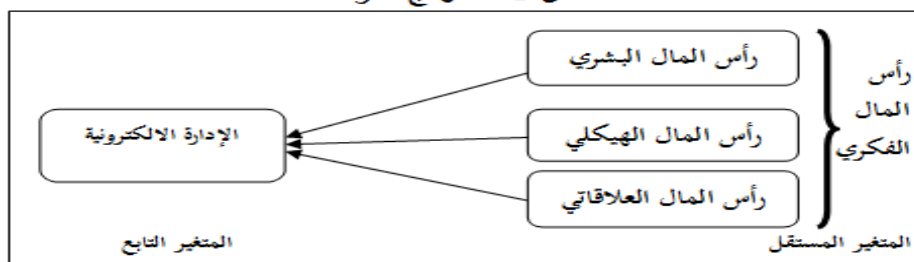 رأس المال البشري
رأس
المال
الفكري
رأس المال الهيكلي
رأس المال العلاقاتي
الإدارة الالكترونية
المتغير المستقل
المتغير التابع